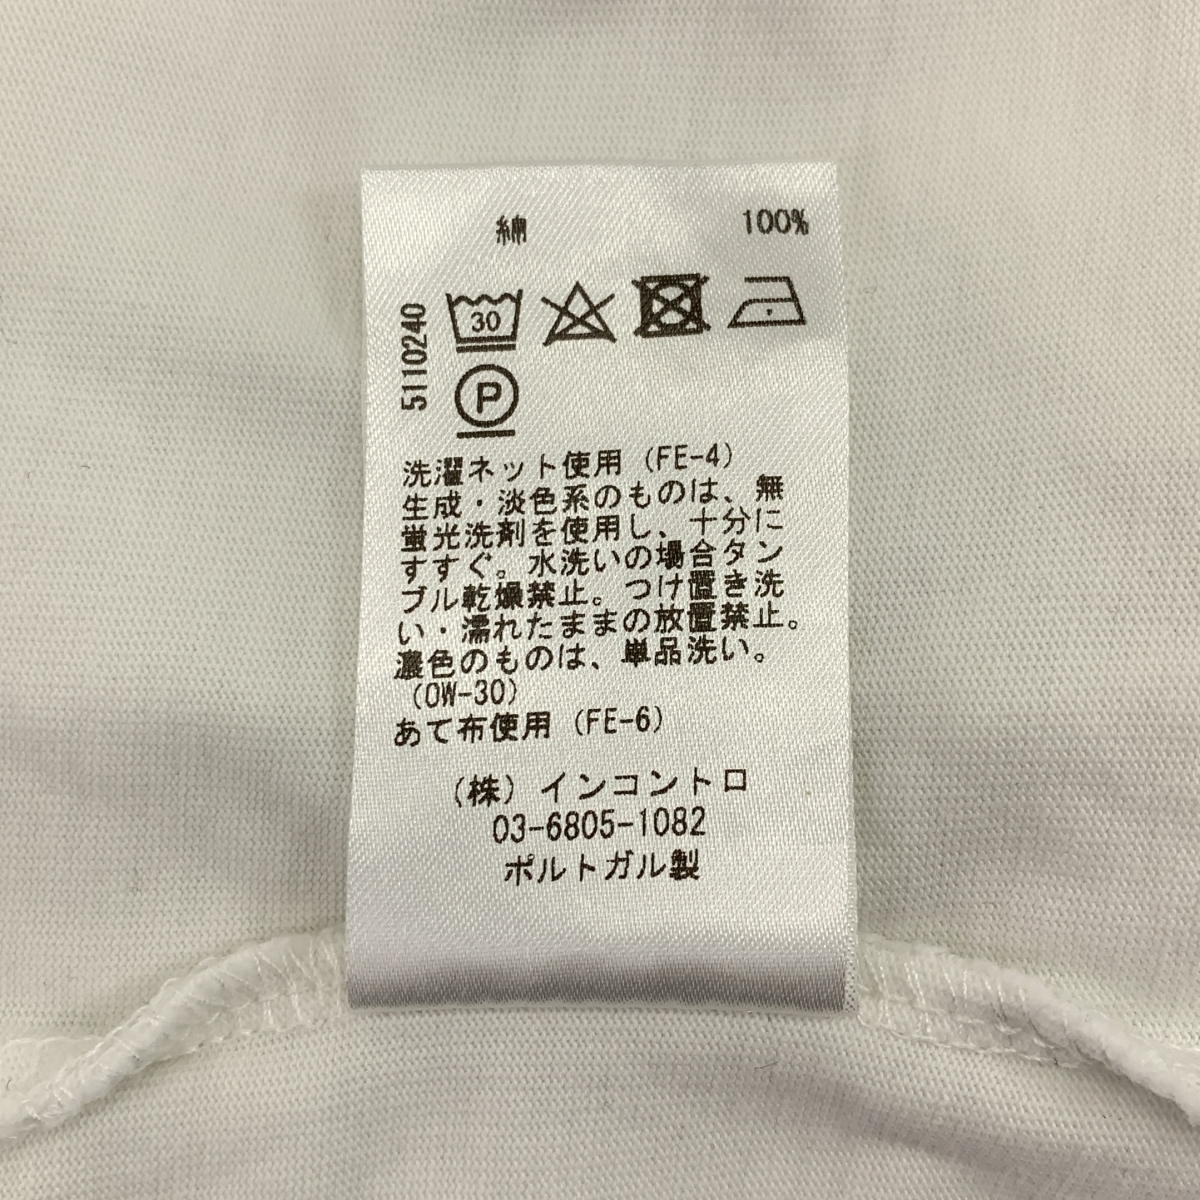 綿 100%
5110240
30
P
洗濯ネット使用(FE-4)
生成・淡色系のものは、無
蛍光洗剤を使用し、十分に
すすぐ。水洗いの場合タン
ブル乾燥禁止。つけ置き洗
い・濡れたままの放置禁止。
濃色のものは、単品洗い。
(OW-30)
あて布使用(FE-6)
(株)インコントロ
03-6805-1082
ポルトガル製